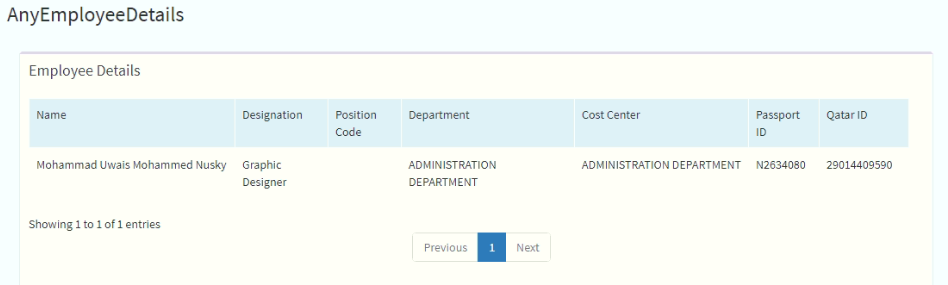 AnyEmployeeDetails
Employee Details
Name Designation Position Code Department Cost Center Passport ID Qatar ID
Mohammad Uwais Mohammed Nusky Graphic Designer ADMINISTRATION DEPARTMENT ADMINISTRATION DEPARTMENT N2634080 29014409590
Showing 1 to 1 of 1 entries
Previous 1 Next